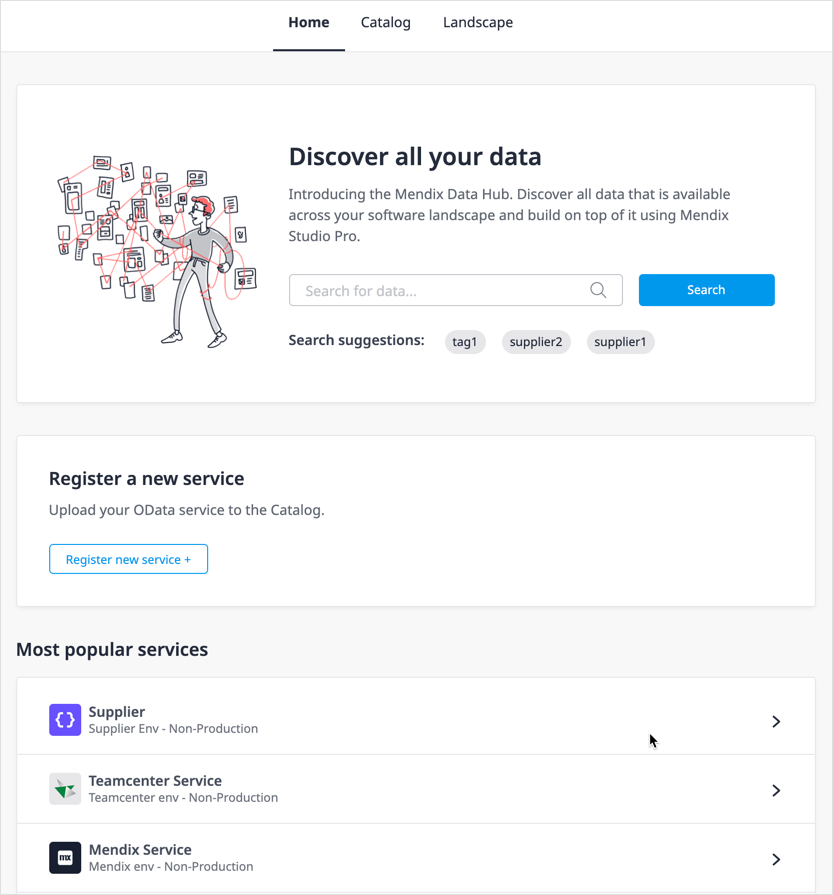 Home Catalog Landscape
Discover all your data
Introducing the Mendix Data Hub. Discover all data that is available
across your software landscape and build on top of it using Mendix
Studio Pro.
Search for data... Search
Search suggestions: tag1 supplier2 supplier1
Register a new service
Upload your OData service to the Catalog.
Register new service +
Most popular services
{} Supplier
Supplier Env - Non-Production
Teamcenter Service
Teamcenter env - Non-Production
mx Mendix Service
Mendix env - Non-Production